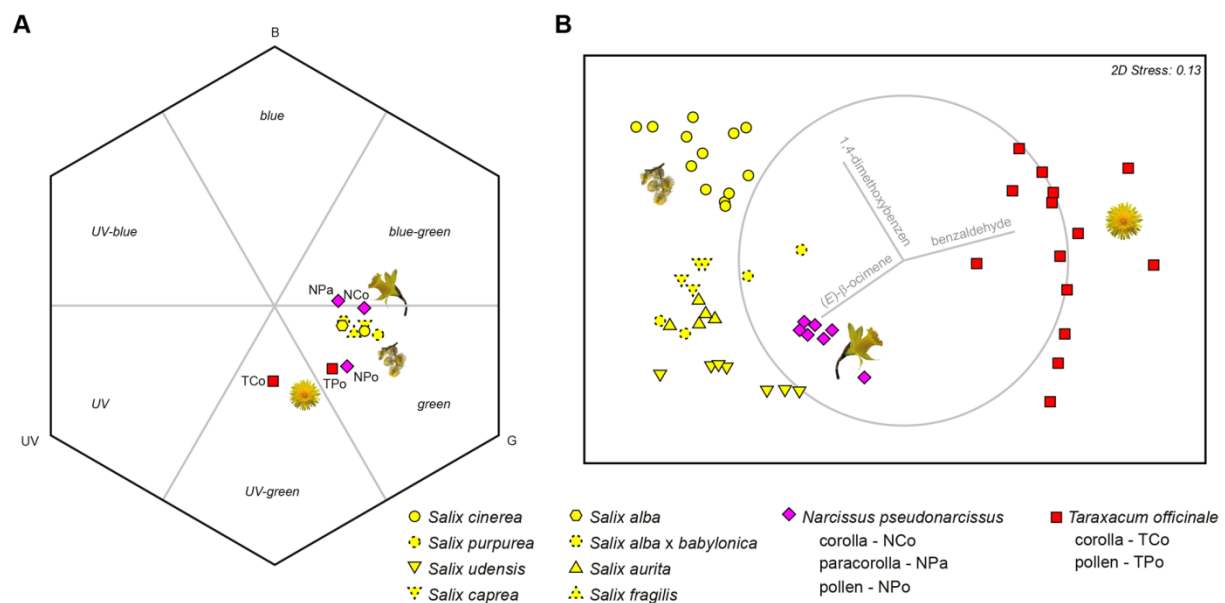 A
B
blue
UV-blue
blue-green
NPa
NCo
TCo
TPo
NPo
UV
green
UV
G
UV-green
B
2D Stress: 0.13
1,4-dimethoxybenzen
benzaldehyde
(E)-β-ocimene
Salix cinerea
Salix purpurea
Salix udensis
Salix caprea
Salix alba
Salix alba x babylonica
Salix aurita
Salix fragilis
Narcissus pseudonarcissus
corolla - NCo
paracorolla - NPa
pollen - NPo
Taraxacum officinale
corolla - TCo
pollen - TPo